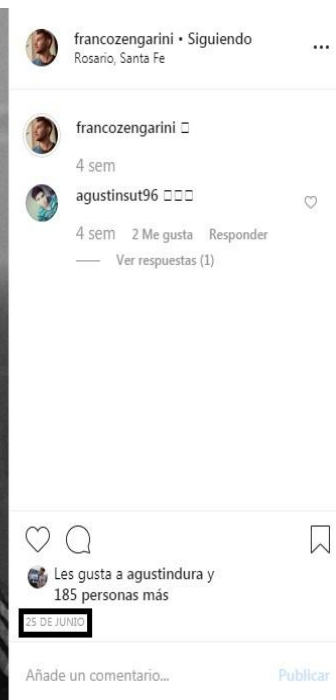 francozengarini • Siguiendo
Rosario, Santa Fe
francozengarini
4 sem
agustinsut96
4 sem 2 Me gusta Responder
Ver respuestas (1)
Les gusta a agustindura y
185 personas más
25 DE JUNIO
Añade un comentario... Publicar